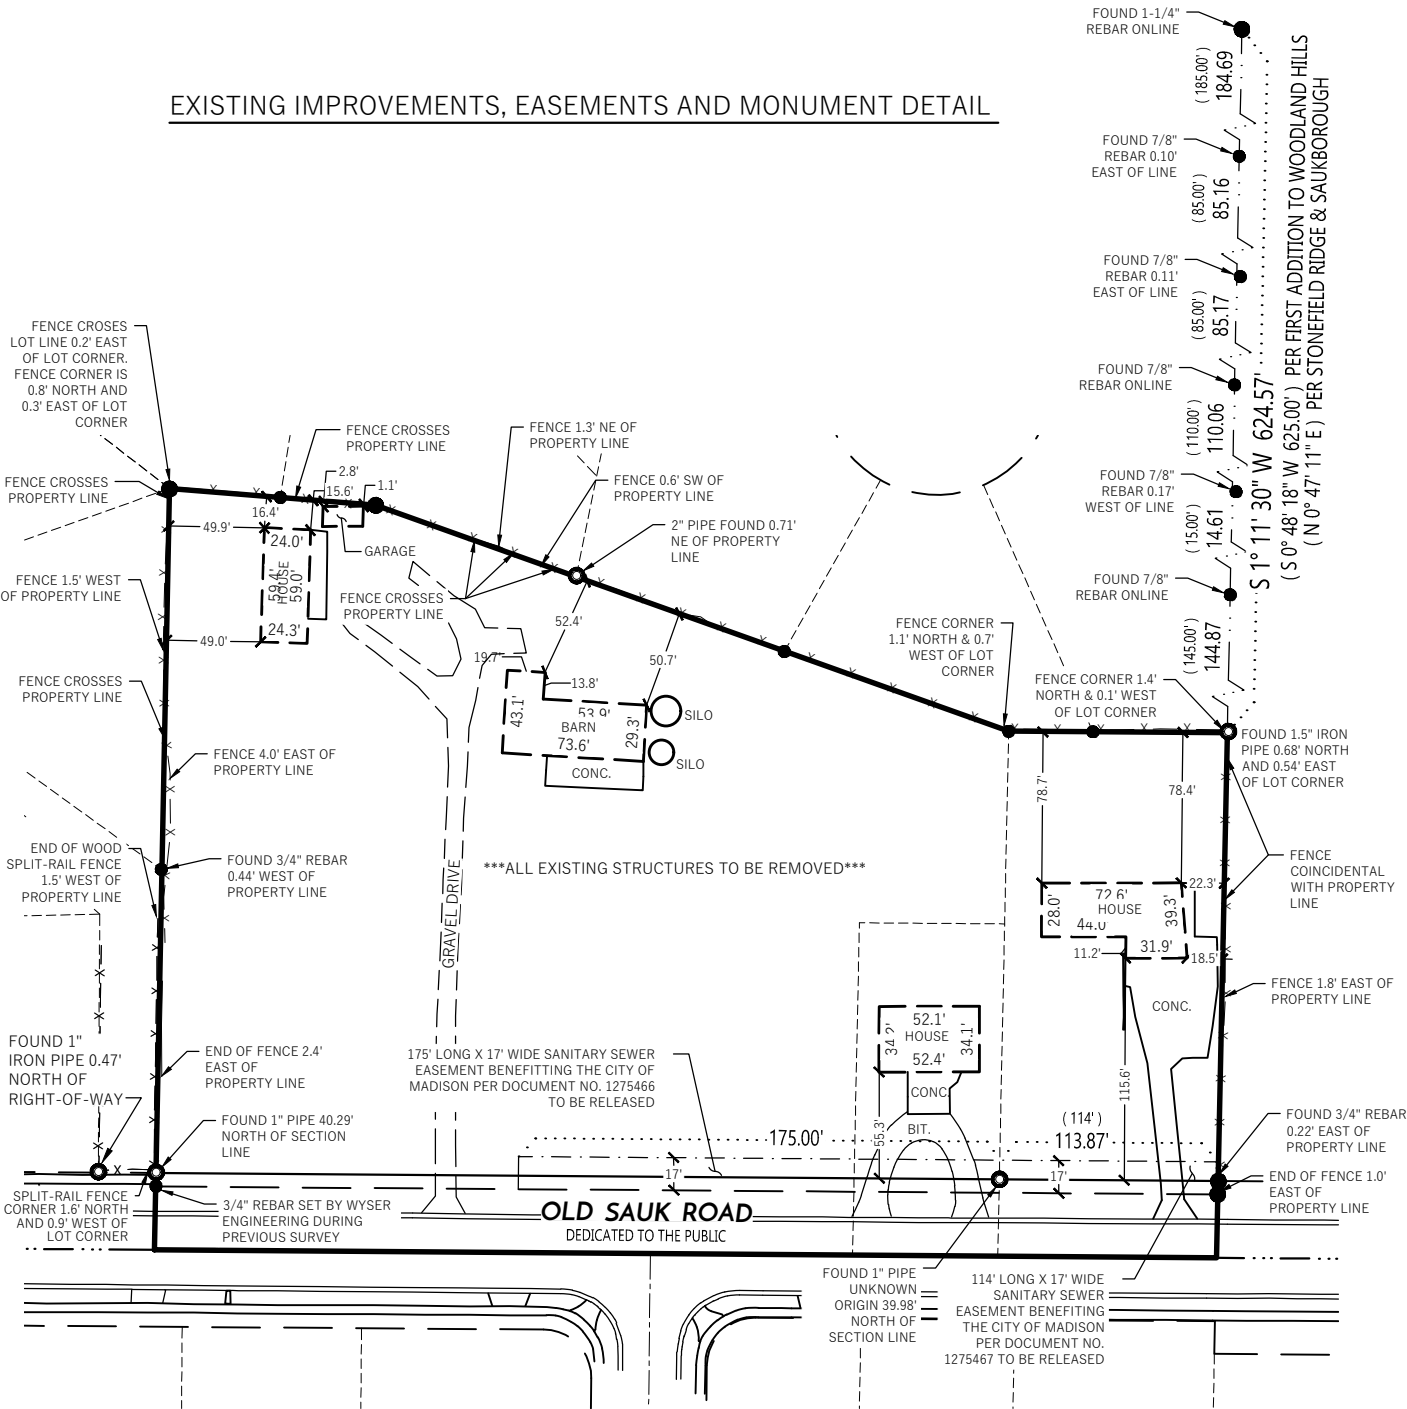 EXISTING IMPROVEMENTS, EASEMENTS AND MONUMENT DETAIL
FOUND 1-1/4"
REBAR ONLINE
( 185.00')
184.69
FOUND 7/8"
REBAR 0.10'
EAST OF LINE
( 85.00')
85.16
FOUND 7/8"
REBAR 0.11'
EAST OF LINE
( 85.00')
85.17
FOUND 7/8"
REBAR ONLINE
(110.00')
110.06
FOUND 7/8"
REBAR 0.17'
WEST OF LINE
(15.00')
14.61
FOUND 7/8"
REBAR ONLINE
(145.00')
144.87
S 1° 11' 30" W 624.57'
( S 0° 48' 18" W 625.00' ) PER FIRST ADDITION TO WOODLAND HILLS
( N 0° 47' 11" E ) PER STONEFIELD RIDGE & SAUKBOROUGH
FENCE CROSES
LOT LINE 0.2' EAST
OF LOT CORNER.
FENCE CORNER IS
0.8' NORTH AND
0.3' EAST OF LOT
CORNER
FENCE CROSSES
PROPERTY LINE
FENCE CROSSES
PROPERTY LINE
FENCE 1.3' NE OF
PROPERTY LINE
FENCE 0.6' SW OF
PROPERTY LINE
2" PIPE FOUND 0.71'
NE OF PROPERTY
LINE
2.8'
15.6'
1.1'
16.4'
49.9'
24.0'
GARAGE
59.4'
HOUSE
59.0'
24.3'
49.0'
FENCE 1.5' WEST
OF PROPERTY LINE
FENCE CROSSES
PROPERTY LINE
52.4'
50.7'
19.7'
13.8'
43.1'
53.9'
BARN
73.6'
29.3'
CONC.
SILO
SILO
FENCE CORNER
1.1' NORTH & 0.7'
WEST OF LOT
CORNER
FENCE CORNER 1.4'
NORTH & 0.1' WEST
OF LOT CORNER
FOUND 1.5" IRON
PIPE 0.68' NORTH
AND 0.54' EAST
OF LOT CORNER
FENCE CROSSES
PROPERTY LINE
FENCE 4.0' EAST OF
PROPERTY LINE
78.7'
78.4'
END OF WOOD
SPLIT-RAIL FENCE
1.5' WEST OF
PROPERTY LINE
FOUND 3/4" REBAR
0.44' WEST OF
PROPERTY LINE
GRAVEL DRIVE
***ALL EXISTING STRUCTURES TO BE REMOVED***
FENCE
COINCIDENTAL
WITH PROPERTY
LINE
22.3'
72.6'
HOUSE
28.0'
44.0'
39.3'
31.9'
11.2'
18.5'
CONC.
FENCE 1.8' EAST OF
PROPERTY LINE
FOUND 1"
IRON PIPE 0.47'
NORTH OF
RIGHT-OF-WAY
END OF FENCE 2.4'
EAST OF
PROPERTY LINE
FOUND 1" PIPE 40.29'
NORTH OF SECTION
LINE
175' LONG X 17' WIDE SANITARY SEWER
EASEMENT BENEFITTING THE CITY OF
MADISON PER DOCUMENT NO. 1275466
TO BE RELEASED
52.1'
HOUSE
34.2'
34.1'
52.4'
CONC.
BIT.
55.3'
115.6'
175.00'
( 114' )
113.87'
17'
17'
FOUND 3/4" REBAR
0.22' EAST OF
PROPERTY LINE
END OF FENCE 1.0'
EAST OF
PROPERTY LINE
SPLIT-RAIL FENCE
CORNER 1.6' NORTH
AND 0.9' WEST OF
LOT CORNER
3/4" REBAR SET BY WYSER
ENGINEERING DURING
PREVIOUS SURVEY
OLD SAUK ROAD
DEDICATED TO THE PUBLIC
FOUND 1" PIPE
UNKNOWN
ORIGIN 39.98'
NORTH OF
SECTION LINE
114' LONG X 17' WIDE
SANITARY SEWER
EASEMENT BENEFITING
THE CITY OF MADISON
PER DOCUMENT NO.
1275467 TO BE RELEASED